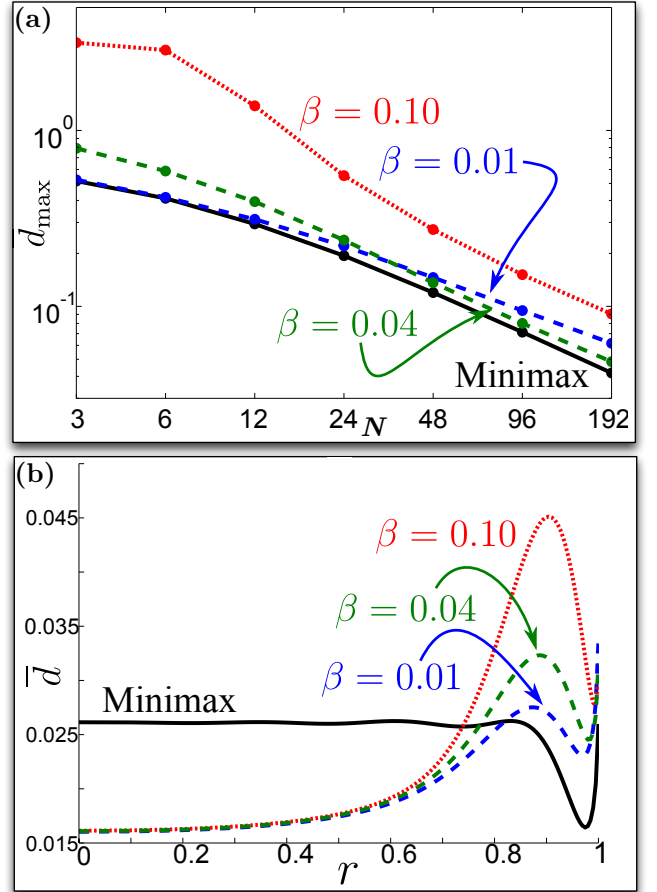 (a)
10⁰
10⁻¹
d_max
β = 0.10
β = 0.01
β = 0.04
Minimax
3 6 12 24 48 96 192
N
(b)
0.045
0.035
0.025
0.015
d̅
β = 0.10
β = 0.04
β = 0.01
Minimax
0 0.2 0.4 0.6 0.8 1
r